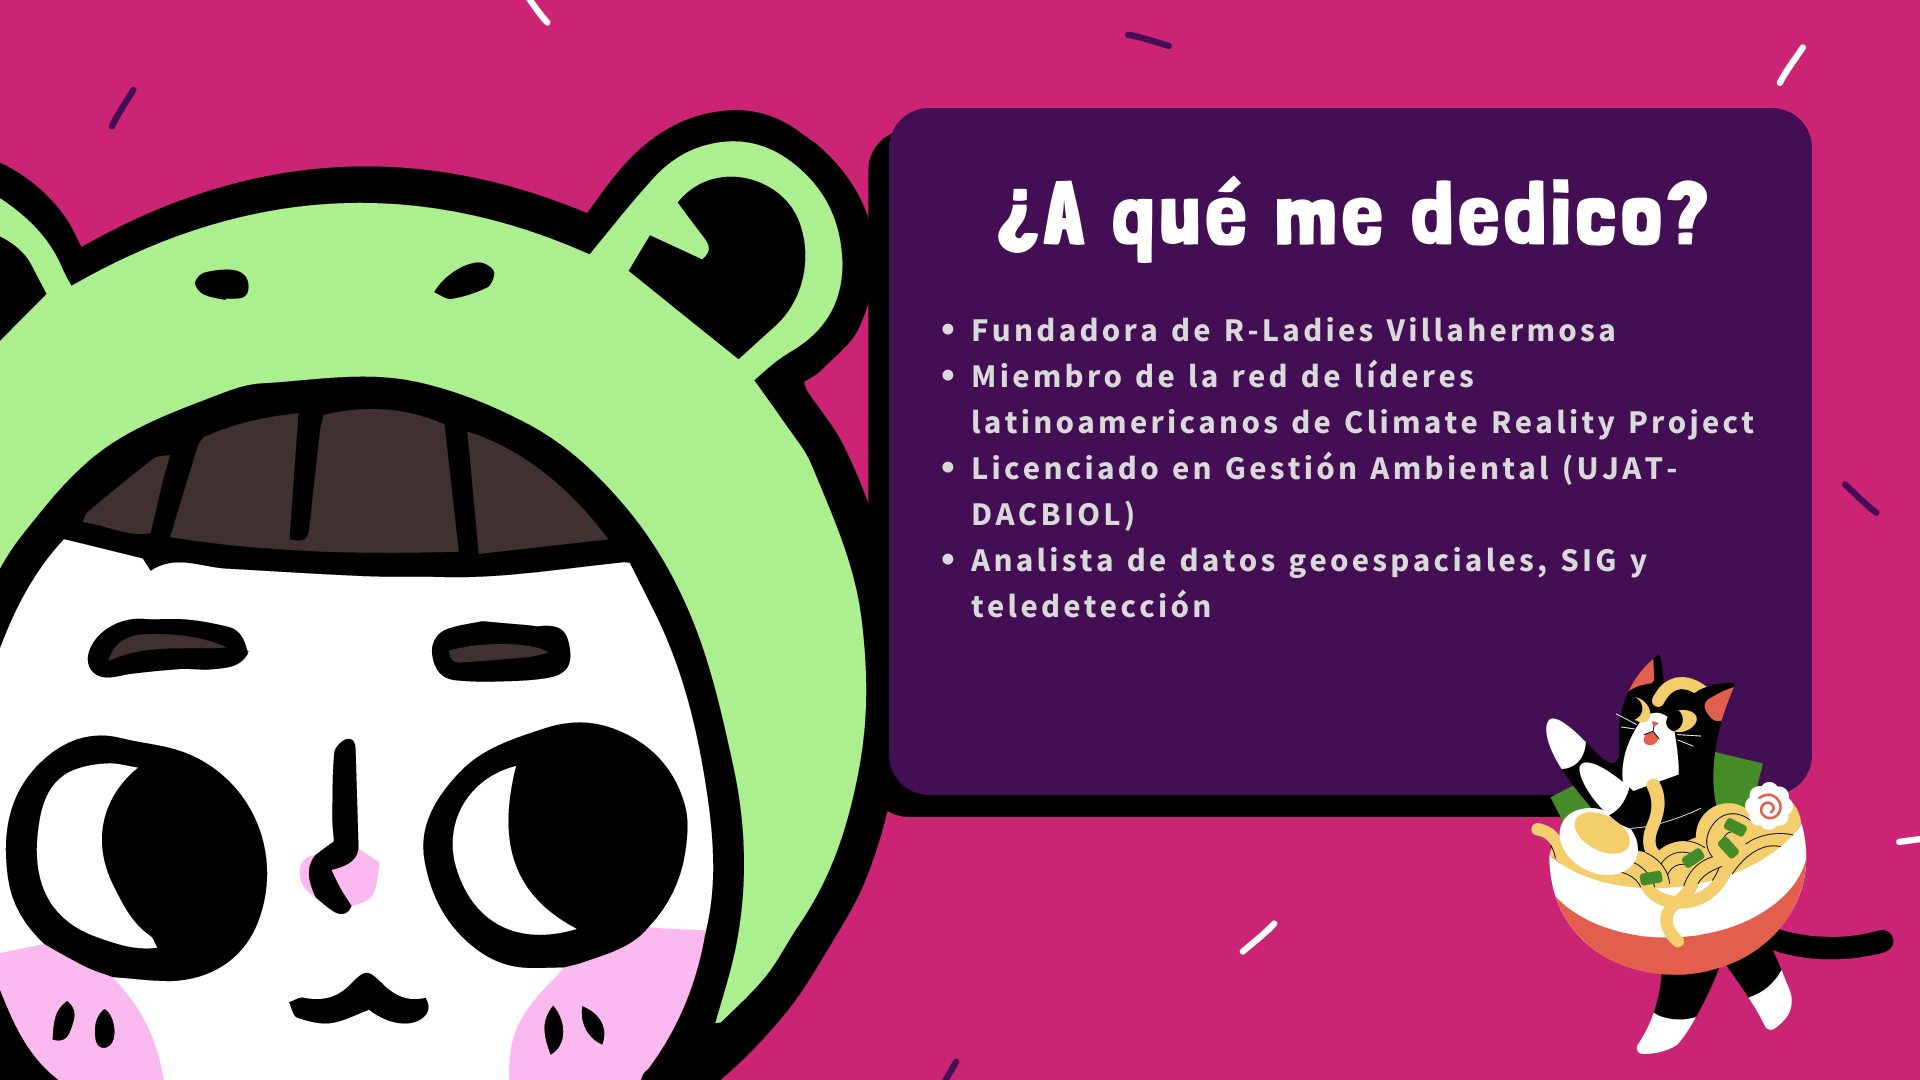 ¿A qué me dedico?
• Fundadora de R-Ladies Villahermosa
• Miembro de la red de líderes
latinoamericanos de Climate Reality Project
• Licenciado en Gestión Ambiental (UJAT-
DACBIOL)
• Analista de datos geoespaciales, SIG y
teledetección